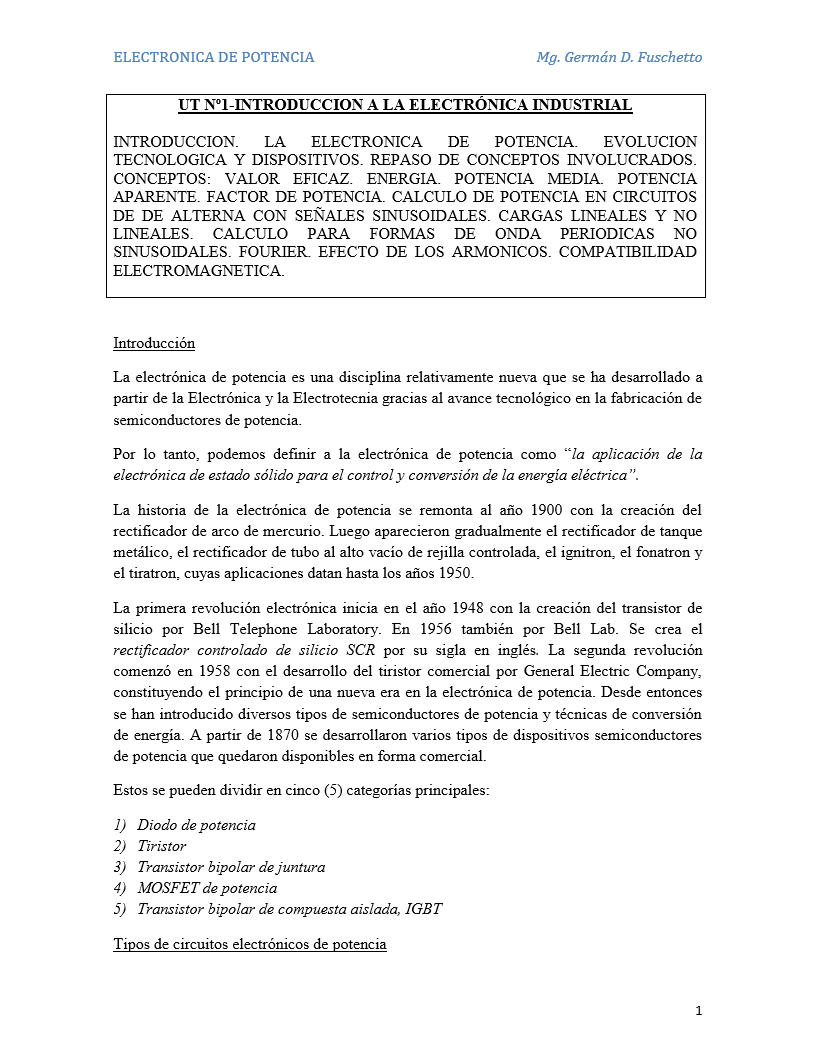 ELECTRONICA DE POTENCIA Mg. Germán D. Fuschetto
UT Nº1-INTRODUCCION A LA ELECTRÓNICA INDUSTRIAL
INTRODUCCION. LA ELECTRONICA DE POTENCIA. EVOLUCION
TECNOLOGICA Y DISPOSITIVOS. REPASO DE CONCEPTOS INVOLUCRADOS.
CONCEPTOS: VALOR EFICAZ. ENERGIA. POTENCIA MEDIA. POTENCIA
APARENTE. FACTOR DE POTENCIA. CALCULO DE POTENCIA EN CIRCUITOS
DE DE ALTERNA CON SEÑALES SINUSOIDALES. CARGAS LINEALES Y NO
LINEALES. CALCULO PARA FORMAS DE ONDA PERIODICAS NO
SINUSOIDALES. FOURIER. EFECTO DE LOS ARMONICOS. COMPATIBILIDAD
ELECTROMAGNETICA.
Introducción
La electrónica de potencia es una disciplina relativamente nueva que se ha desarrollado a
partir de la Electrónica y la Electrotecnia gracias al avance tecnológico en la fabricación de
semiconductores de potencia.
Por lo tanto, podemos definir a la electrónica de potencia como “la aplicación de la
electrónica de estado sólido para el control y conversión de la energía eléctrica”.
La historia de la electrónica de potencia se remonta al año 1900 con la creación del
rectificador de arco de mercurio. Luego aparecieron gradualmente el rectificador de tanque
metálico, el rectificador de tubo al alto vacío de rejilla controlada, el ignitron, el fonatron y
el tiratron, cuyas aplicaciones datan hasta los años 1950.
La primera revolución electrónica inicia en el año 1948 con la creación del transistor de
silicio por Bell Telephone Laboratory. En 1956 también por Bell Lab. Se crea el
rectificador controlado de silicio SCR por su sigla en inglés. La segunda revolución
comenzó en 1958 con el desarrollo del tiristor comercial por General Electric Company,
constituyendo el principio de una nueva era en la electrónica de potencia. Desde entonces
se han introducido diversos tipos de semiconductores de potencia y técnicas de conversión
de energía. A partir de 1870 se desarrollaron varios tipos de dispositivos semiconductores
de potencia que quedaron disponibles en forma comercial.
Estos se pueden dividir en cinco (5) categorías principales:
1) Diodo de potencia
2) Tiristor
3) Transistor bipolar de juntura
4) MOSFET de potencia
5) Transistor bipolar de compuesta aislada, IGBT
Tipos de circuitos electrónicos de potencia
1